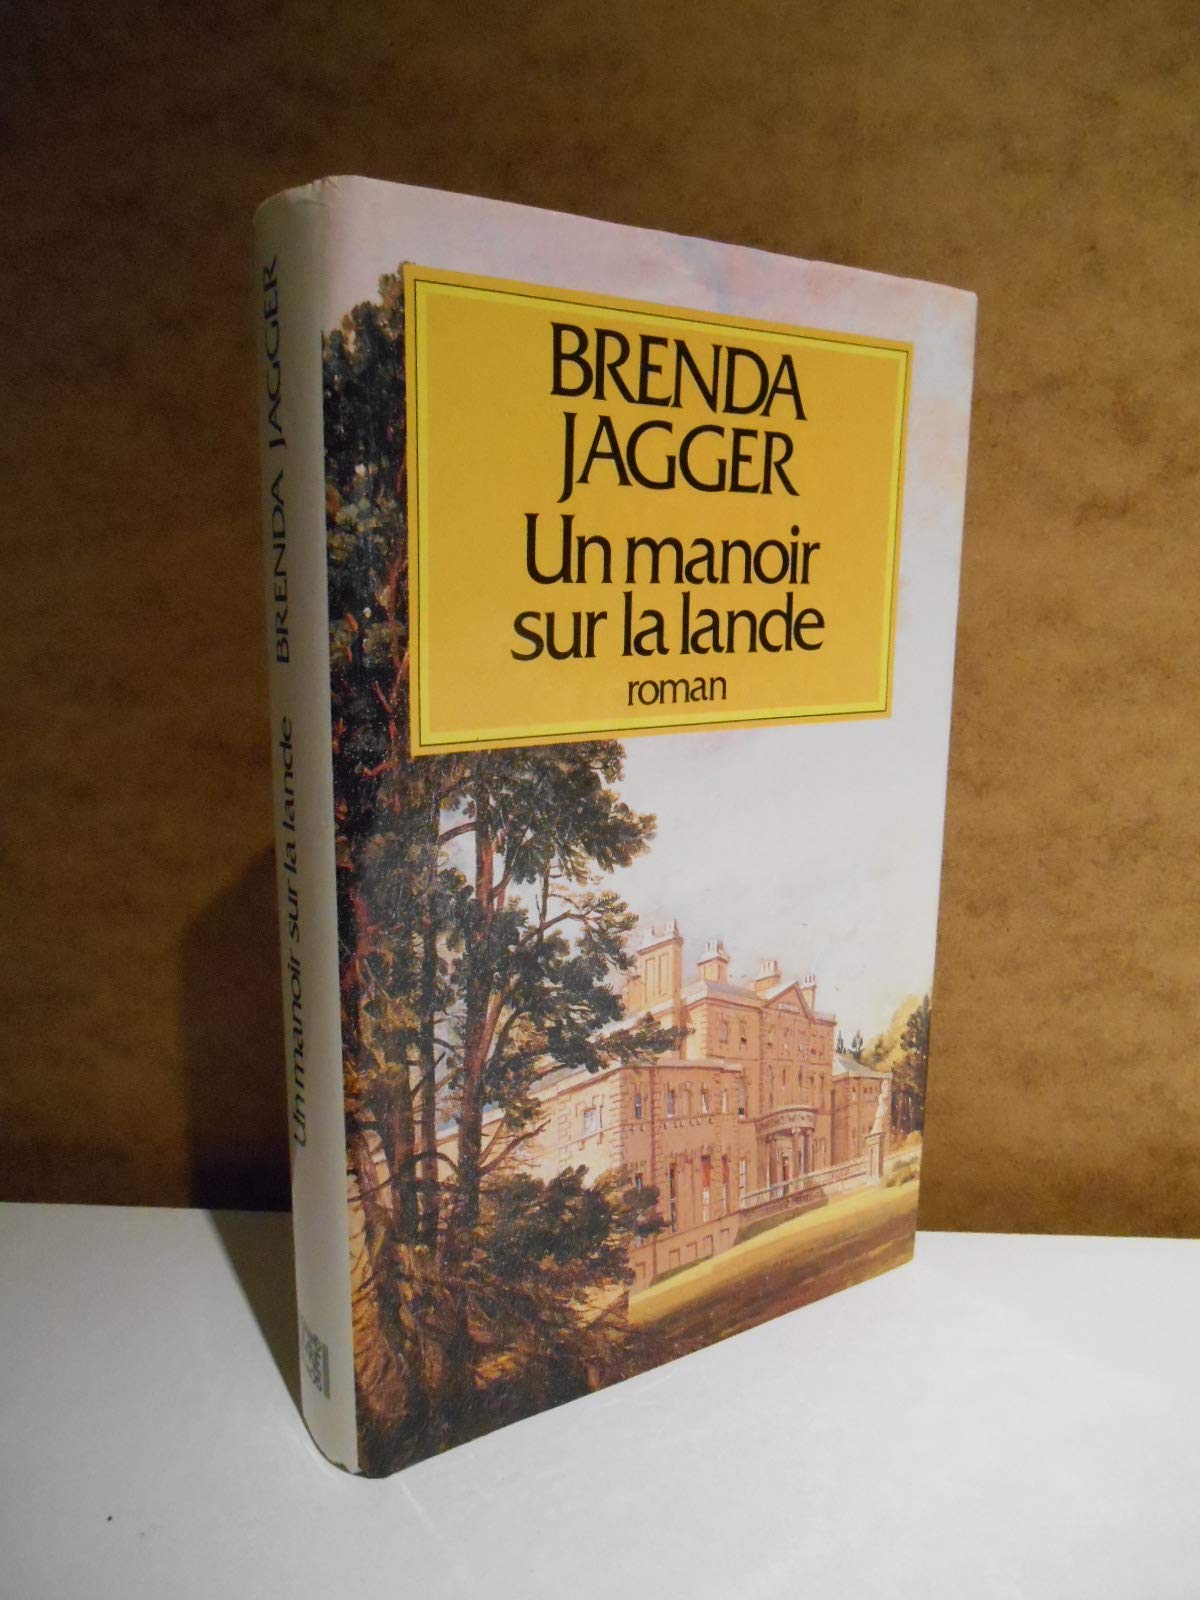 BRENDA
JAGGER
Un manoir
sur la lande
roman
Un manoir sur la lande BRENDA JAGGER